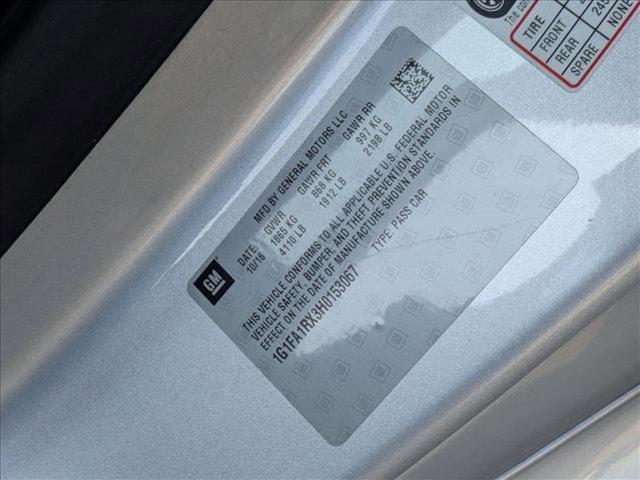 GM
MFD BY GENERAL MOTORS LLC
DATE GVWR GAWR FRT GAWR RR
10/16 1865 KG 868 KG 997 KG
4110 LB 1912 LB 2198 LB
THIS VEHICLE CONFORMS TO ALL APPLICABLE U.S. FEDERAL MOTOR
VEHICLE SAFETY, BUMPER, AND THEFT PREVENTION STANDARDS IN
EFFECT ON THE DATE OF MANUFACTURE SHOWN ABOVE.
1G1FA1RX3H0153067 TYPE: PASS CAR
The
TIRE
FRONT
REAR 245
SPARE NONE